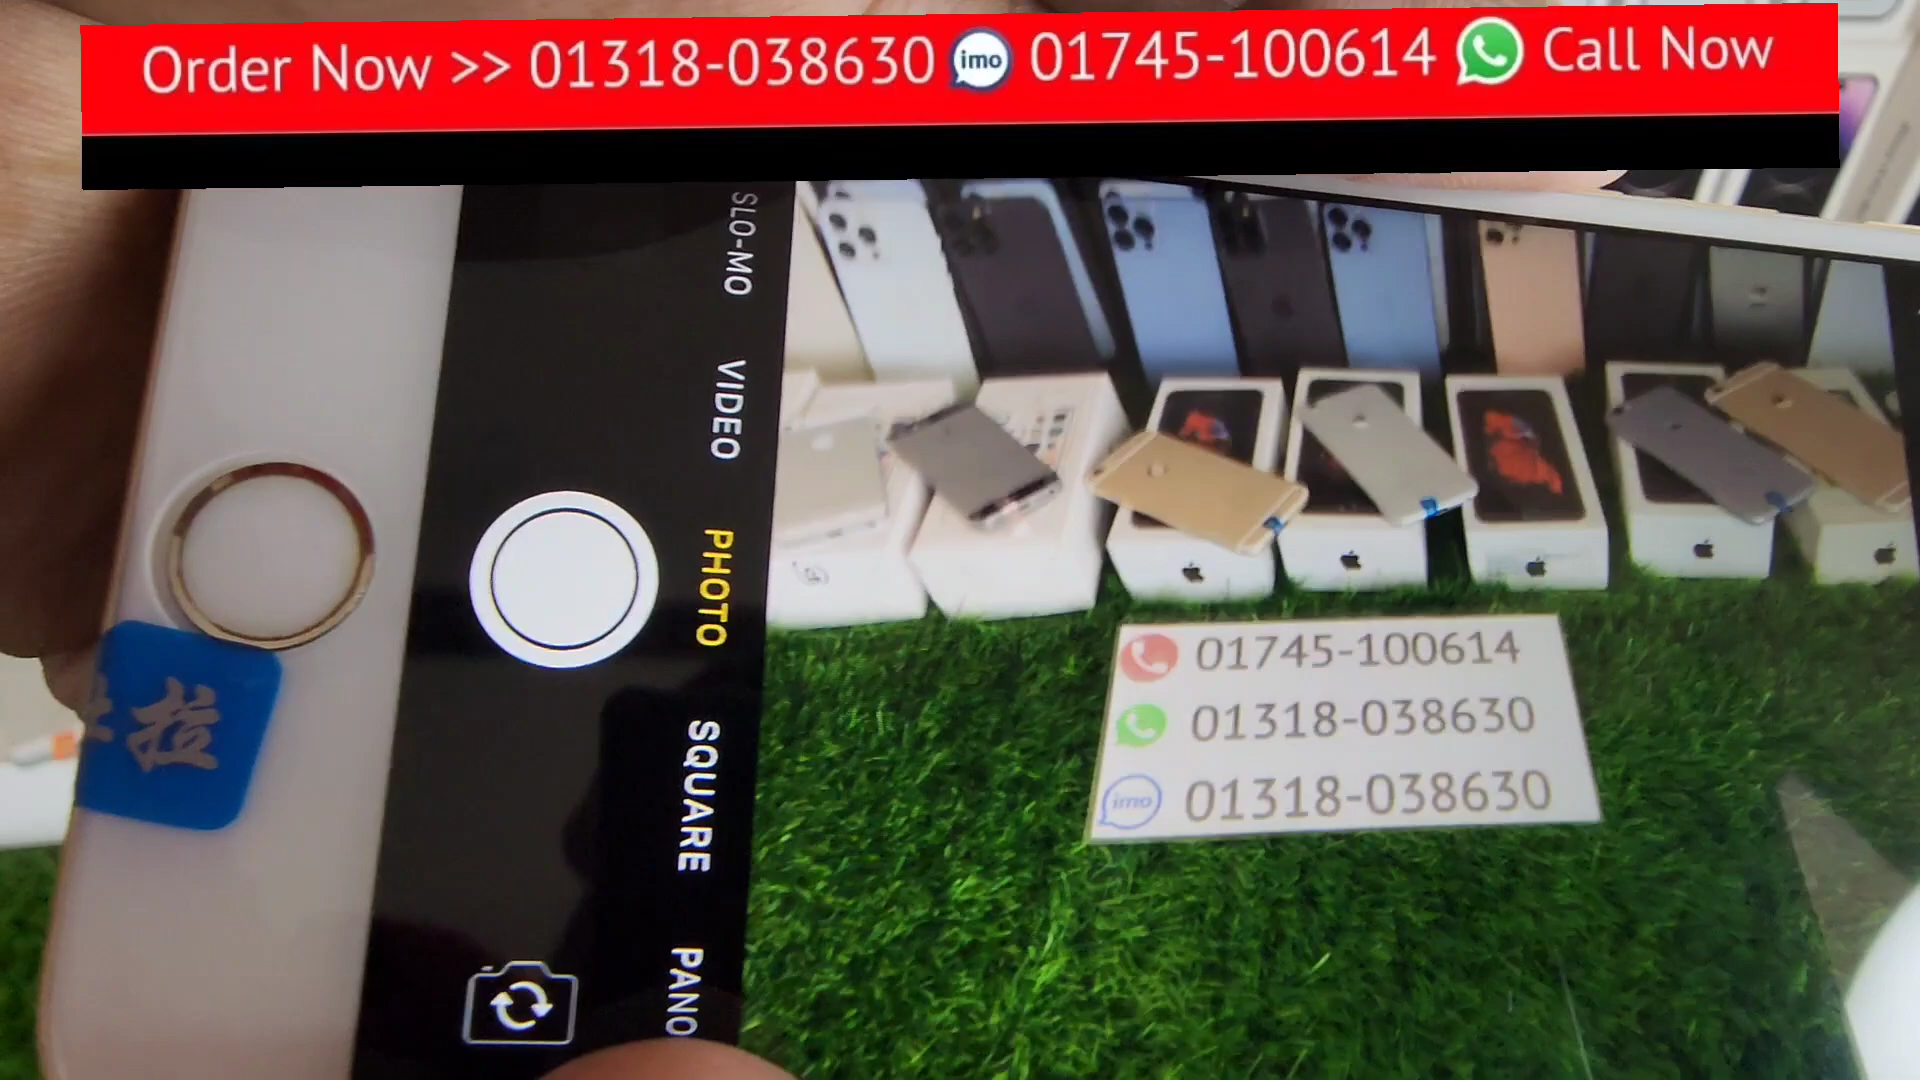 Order Now >> 01318-038630 imo 01745-100614 Call Now
SLO-MO
VIDEO
PHOTO
SQUARE
PANO
01745-100614
01318-038630
imo 01318-038630
拉